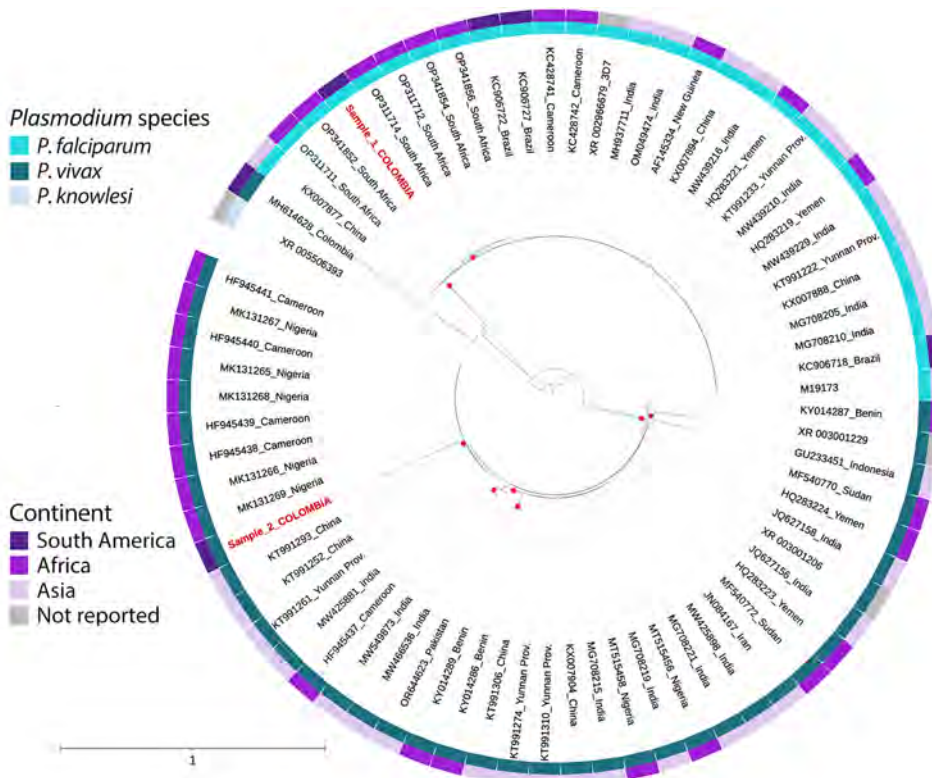 Plasmodium species
P. falciparum
P. vivax
P. knowlesi
Continent
South America
Africa
Asia
Not reported
1
XR 005506393
MH614628_Colombia
KX007877_China
OP311711_South Africa
OP341852_South Africa
Sample_1_COLOMBIA
OP311714_South Africa
OP311712_South Africa
OP341854_South Africa
OP341856_South Africa
KC906722_Brazil
KC906727_Brazil
KC428741_Cameroon
KC428742_Cameroon
XR 002966679_3D7
MH937711_India
OM049474_India
AF145334_New Guinea
KX007894_China
MW439214_India
HQ283221_Yemen
KT991233_Yunnan Prov.
MW439210_India
HQ283219_Yemen
MW439229_India
KT991222_Yunnan Prov.
KX007888_China
MG708205_India
MG708210_India
KC906718_Brazil
M19173
KY014287_Benin
XR 003001229
GU233451_Indonesia
MF540770_Sudan
HQ283224_Yemen
JQ627158_India
XR 003001206
JQ627156_India
HQ283223_Yemen
MF540772_Sudan
JN084167_Iran
MW425898_India
MG708221_India
MT515456_Nigeria
MG708219_India
MT515458_Nigeria
MG708215_India
KX007904_China
KT991310_Yunnan Prov.
KT991274_Yunnan Prov.
KT991306_China
KY014286_Benin
KY014289_Benin
OR644623_Pakistan
MW466536_India
MW549873_India
HF945437_Cameroon
MW425881_India
KT991261_Yunnan Prov.
KT991252_China
KT991293_China
Sample_2_COLOMBIA
MK131269_Nigeria
MK131266_Nigeria
HF945438_Cameroon
HF945439_Cameroon
MK131268_Nigeria
MK131265_Nigeria
HF945440_Cameroon
MK131267_Nigeria
HF945441_Cameroon